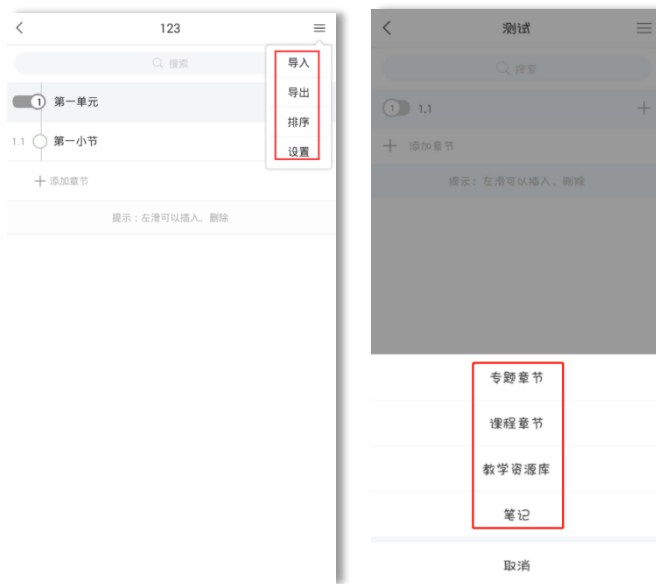 123
搜索
导入
导出
排序
设置
1 第一单元
1.1 第一小节
添加章节
提示：左滑可以插入、删除
测试
搜索
1 1.1
添加章节
提示：左滑可以插入、删除
专题章节
课程章节
教学资源库
笔记
取消